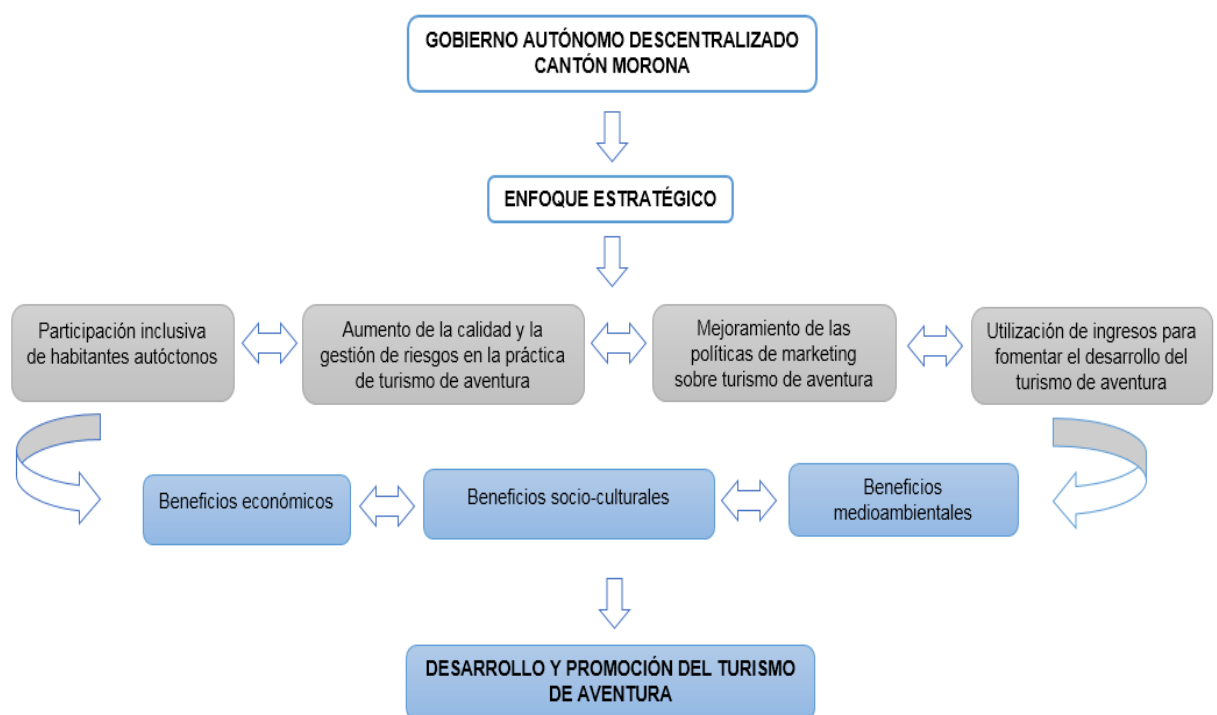 GOBIERNO AUTÓNOMO DESCENTRALIZADO
CANTÓN MORONA
ENFOQUE ESTRATÉGICO
Participación inclusiva
de habitantes autóctonos
Aumento de la calidad y la
gestión de riesgos en la práctica
de turismo de aventura
Mejoramiento de las
políticas de marketing
sobre turismo de aventura
Utilización de ingresos para
fomentar el desarrollo del
turismo de aventura
Beneficios económicos
Beneficios socio-culturales
Beneficios
medioambientales
DESARROLLO Y PROMOCIÓN DEL TURISMO
DE AVENTURA